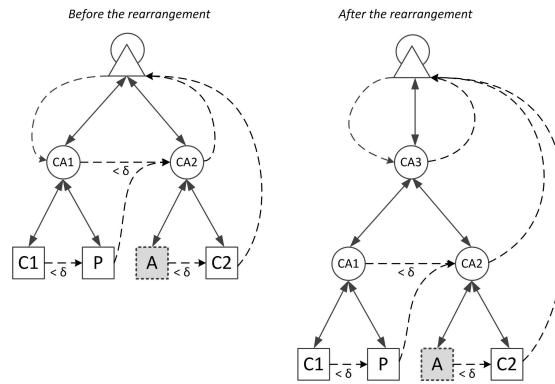 Before the rearrangement
After the rearrangement
CA1
< δ
CA2
C1
< δ
P
A
< δ
C2
CA3
CA1
< δ
CA2
C1
< δ
P
A
< δ
C2